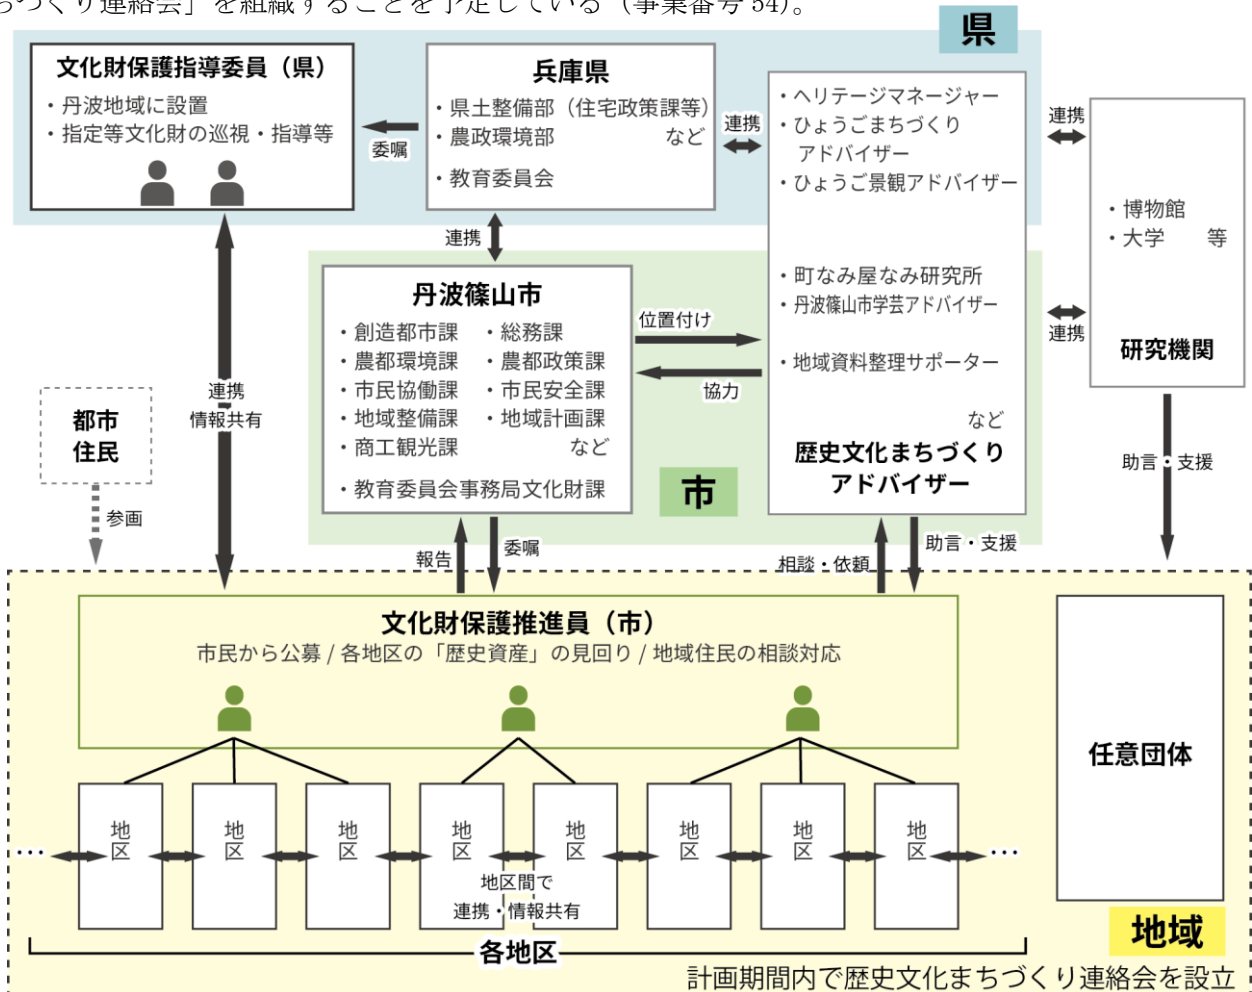 ちづくり連絡会」を組織することを予定している（事業番号 54）。
県
文化財保護指導委員（県）
・丹波地域に設置
・指定等文化財の巡視・指導等
委嘱
兵庫県
・県土整備部（住宅政策課等）
・農政環境部　　　など
・教育委員会
連携
・ヘリテージマネージャー
・ひょうごまちづくり
アドバイザー
・ひょうご景観アドバイザー
・町なみ屋なみ研究所
・丹波篠山市学芸アドバイザー
・地域資料整理サポーター
など
歴史文化まちづくり
アドバイザー
連携
連携
・博物館
・大学　　等
研究機関
助言・支援
連携
丹波篠山市
・創造都市課　・総務課
・農都環境課　・農都政策課
・市民協働課　・市民安全課
・地域整備課　・地域計画課
・商工観光課　　　など
・教育委員会事務局文化財課
位置付け
協力
市
連携
情報共有
都市
住民
参画
報告
委嘱
相談・依頼
助言・支援
文化財保護推進員（市）
市民から公募 / 各地区の「歴史資産」の見回り / 地域住民の相談対応
任意団体
…
地区
地区
地区
地区
地区
地区
地区
地区
…
地区間で
連携・情報共有
各地区
地域
計画期間内で歴史文化まちづくり連絡会を設立